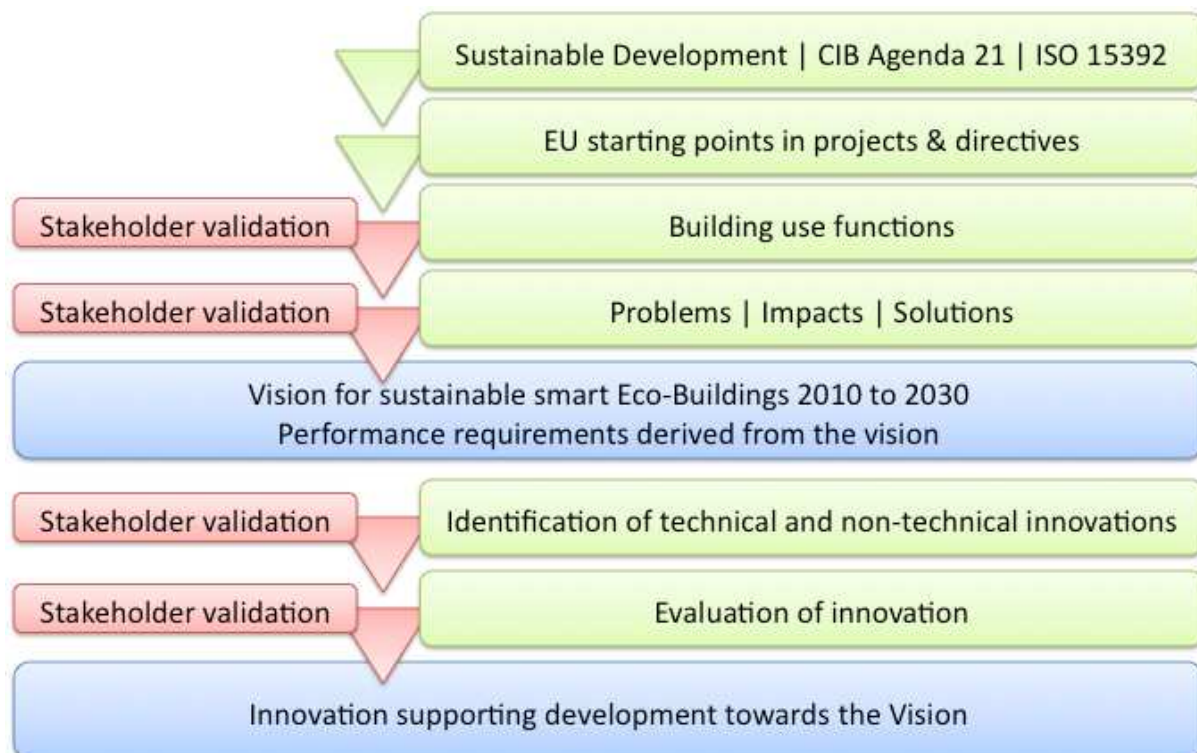 Sustainable Development | CIB Agenda 21 | ISO 15392
EU starting points in projects & directives
Stakeholder validation
Building use functions
Stakeholder validation
Problems | Impacts | Solutions
Vision for sustainable smart Eco-Buildings 2010 to 2030
Performance requirements derived from the vision
Stakeholder validation
Identification of technical and non-technical innovations
Stakeholder validation
Evaluation of innovation
Innovation supporting development towards the Vision